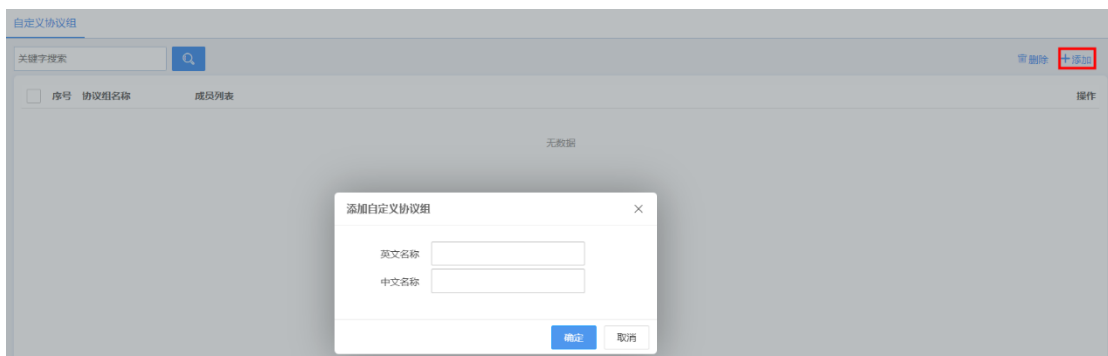 自定义协议组
关键字搜索 删除 +添加
序号 协议组名称 成员列表 操作
无数据
添加自定义协议组
英文名称
中文名称
确定 取消